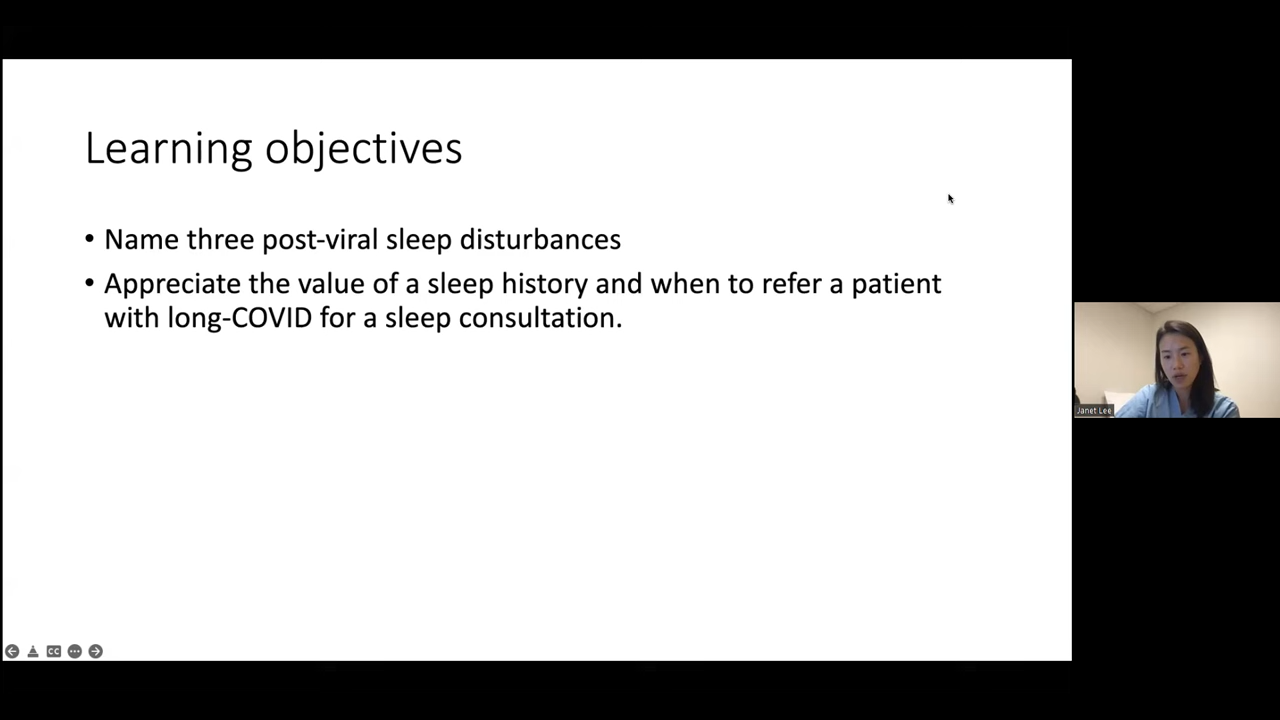 Learning objectives
• Name three post-viral sleep disturbances
• Appreciate the value of a sleep history and when to refer a patient
with long-COVID for a sleep consultation.
Janet Lee
CC